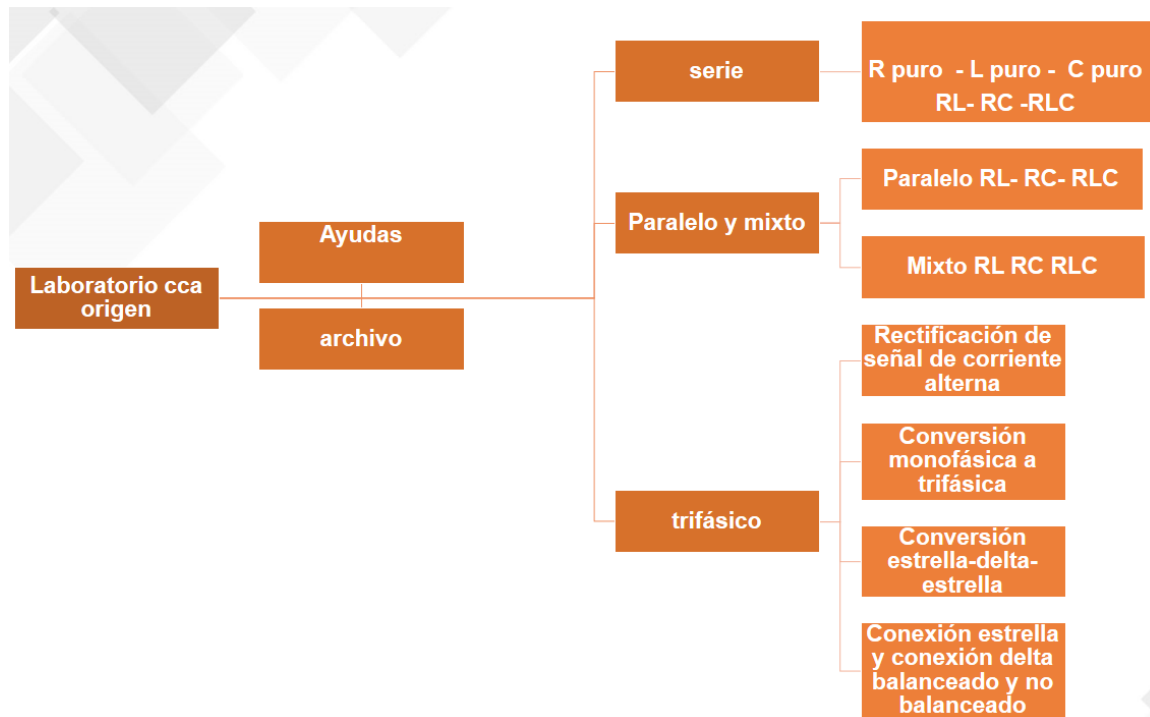 Laboratorio cca
origen
Ayudas
archivo
serie
R puro - L puro - C puro
RL- RC -RLC
Paralelo y mixto
Paralelo RL- RC- RLC
Mixto RL RC RLC
trifásico
Rectificación de
señal de corriente
alterna
Conversión
monofásica a
trifásica
Conversión
estrella-delta-
estrella
Conexión estrella
y conexión delta
balanceado y no
balanceado